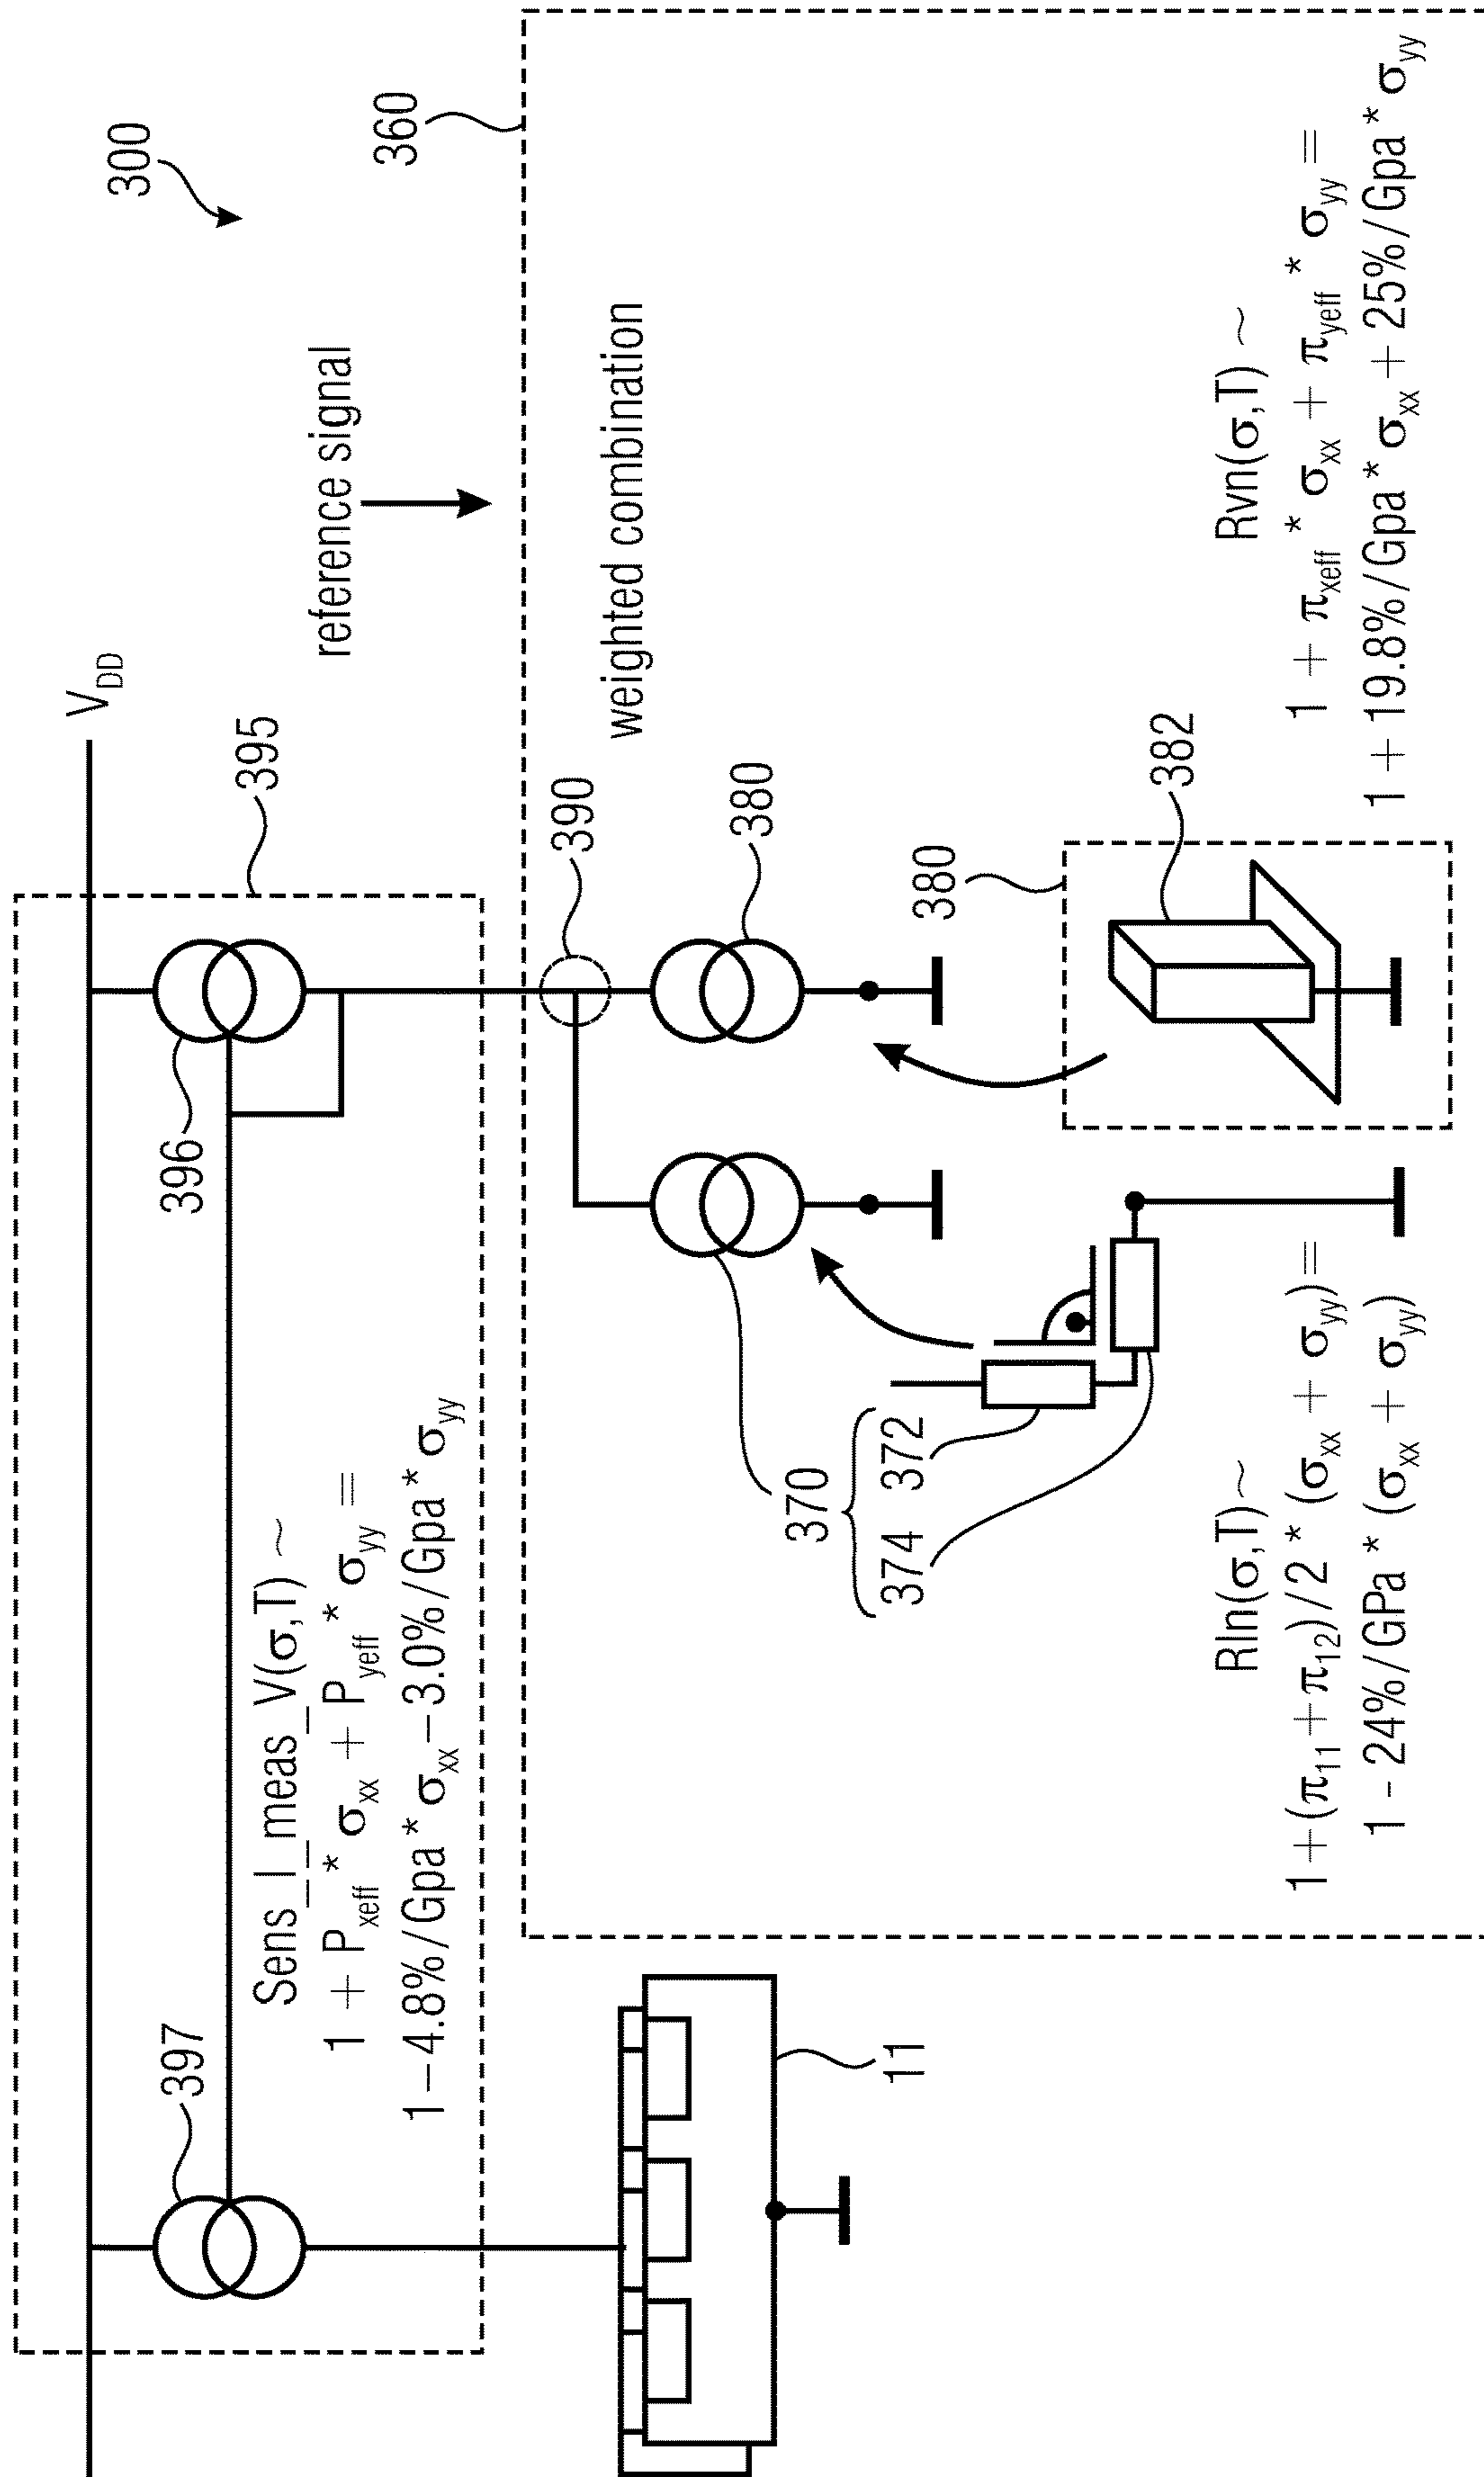 300
V_DD
395
396
397
Sens_I_meas_V(σ,T) ~
1 + P_xeff * σ_xx + P_yeff * σ_yy =
1−4.8%/Gpa * σ_xx −3.0%/Gpa * σ_yy
reference signal
360
weighted combination
390
380
370
374 372
380
382
11
Rln(σ,T) ~
1 + (π_11 + π_12)/2 * (σ_xx + σ_yy) =
1 - 24%/GPa * (σ_xx + σ_yy)
Rvn(σ,T) ~
1 + π_xeff * σ_xx + π_yeff * σ_yy =
1 + 19.8%/Gpa * σ_xx + 25%/Gpa * σ_yy